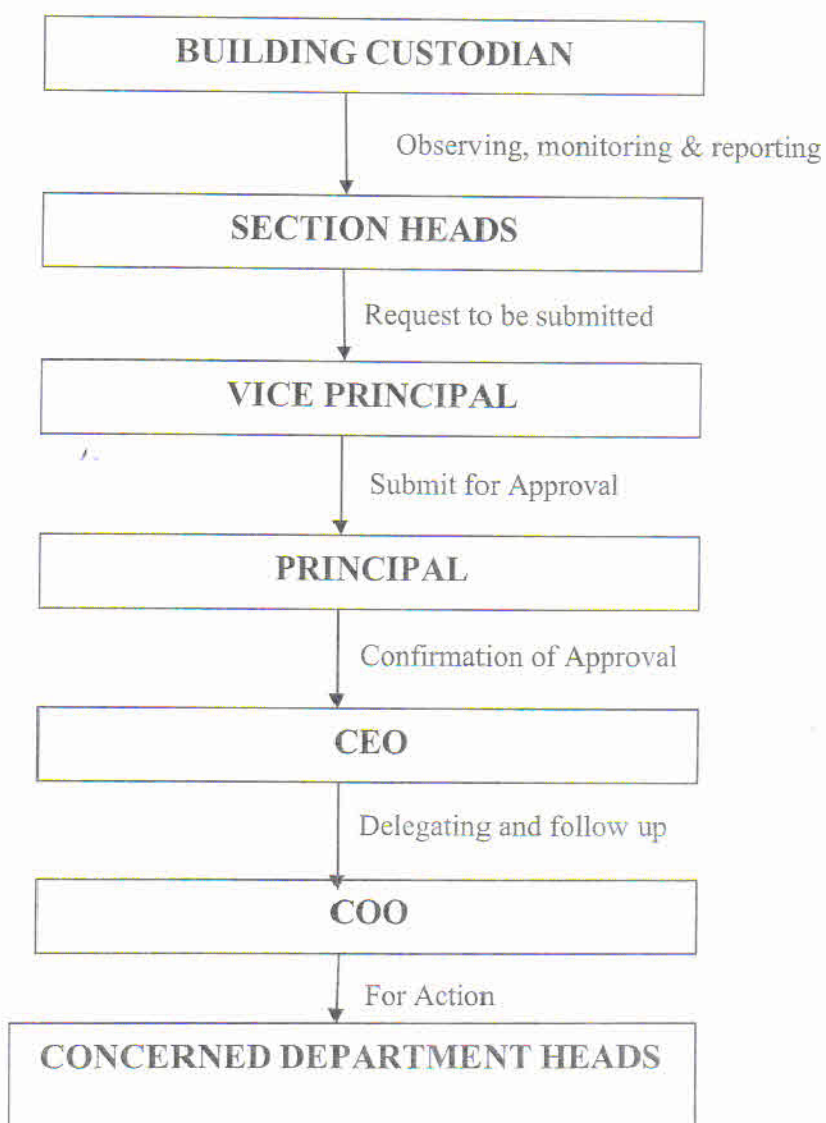 BUILDING CUSTODIAN
Observing, monitoring & reporting
SECTION HEADS
Request to be submitted
VICE PRINCIPAL
Submit for Approval
PRINCIPAL
Confirmation of Approval
CEO
Delegating and follow up
COO
For Action
CONCERNED DEPARTMENT HEADS